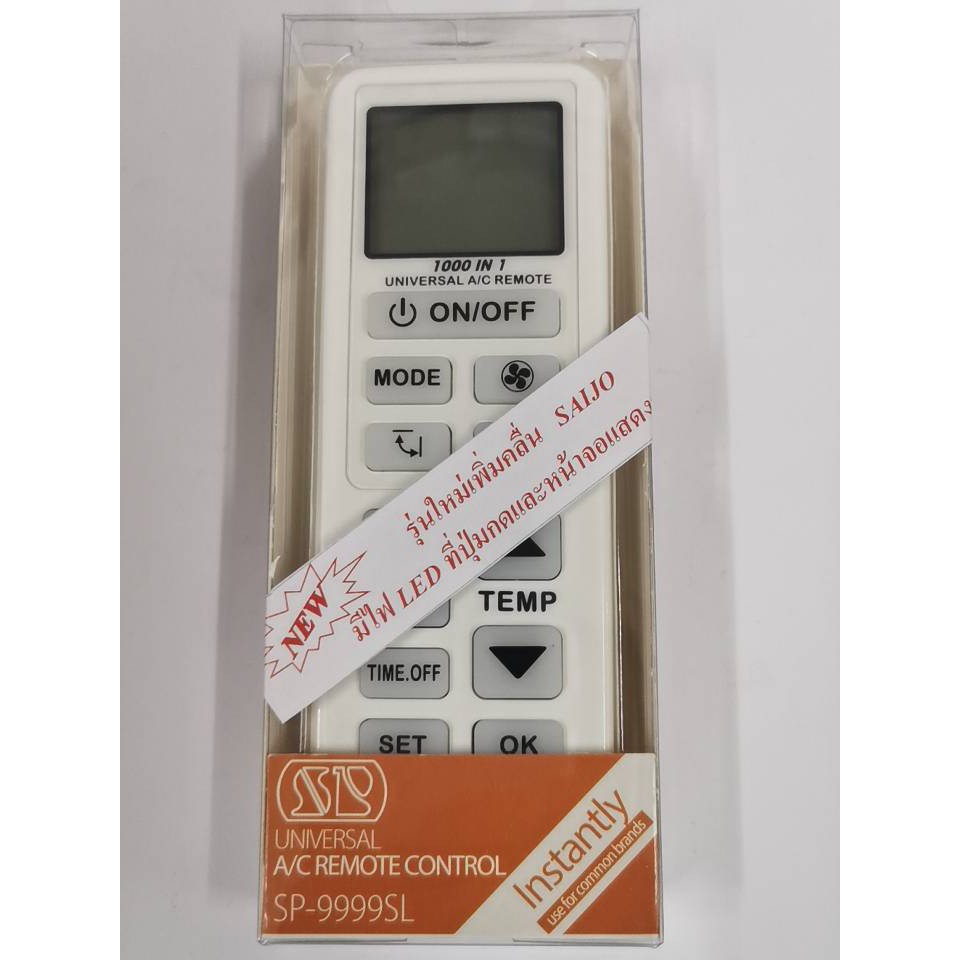 1000 IN 1
UNIVERSAL A/C REMOTE
ON/OFF
MODE
รุ่นใหม่เพิ่มคลื่น SAIJO
มีไฟ LED ที่ปุ่มกดและหน้าจอแสดง
NEW
TEMP
TIME.OFF
SET
OK
SP
UNIVERSAL
A/C REMOTE CONTROL
SP-9999SL
Instantly
use for common brands